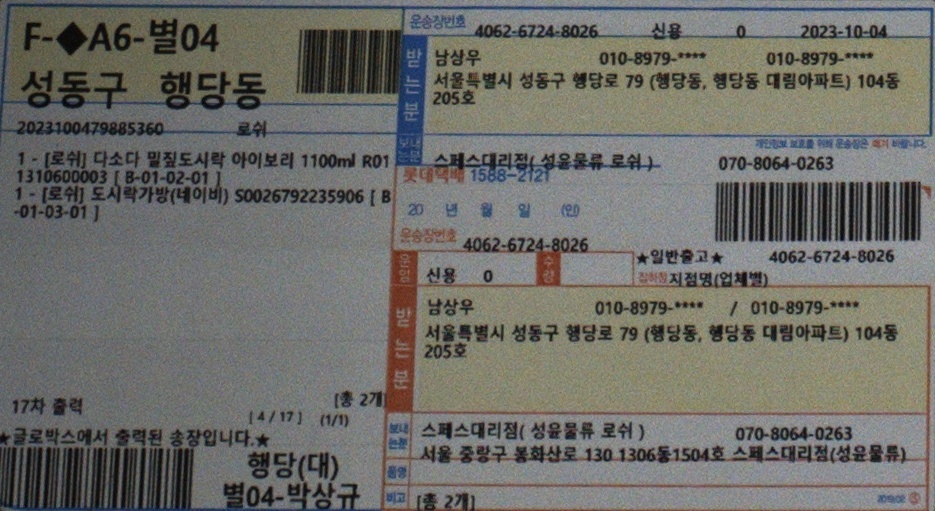 F-◆A6-별04
성동구 행당동
2023100479885360 로쉬
1 - [로쉬] 다소다 밀짚도시락 아이보리 1100ml R01
1310600003 [ B-01-02-01 ]
1 - [로쉬] 도시락가방(네이비) S0026792235906 [ B
-01-03-01 ]
17차 출력 [총 2개]
[ 4 / 17 ] (1/1)
★글로박스에서 출력된 송장입니다.★
행당(대)
별04-박상규
운송장번호 4062-6724-8026 신용 0 2023-10-04
받는분
남상우 010-8979-**** 010-8979-****
서울특별시 성동구 행당로 79 (행당동, 행당동 대림아파트) 104동
205호
개인정보 보호를 위해 운송장은 폐기 바랍니다.
보내는분 스페스대리점( 성윤물류 로쉬 ) 070-8064-0263
롯데택배 1588-2121
20 년 월 일 (인)
운송장번호 4062-6724-8026
★일반출고★ 4062-6724-8026
운임 신용 0 수량 집하점 지점명(업체별)
받는분
남상우 010-8979-**** / 010-8979-****
서울특별시 성동구 행당로 79 (행당동, 행당동 대림아파트) 104동
205호
보내는분 스페스대리점( 성윤물류 로쉬 ) 070-8064-0263
서울 중랑구 봉화산로 130 1306동1504호 스페스대리점(성윤물류)
품명
비고 [총 2개]